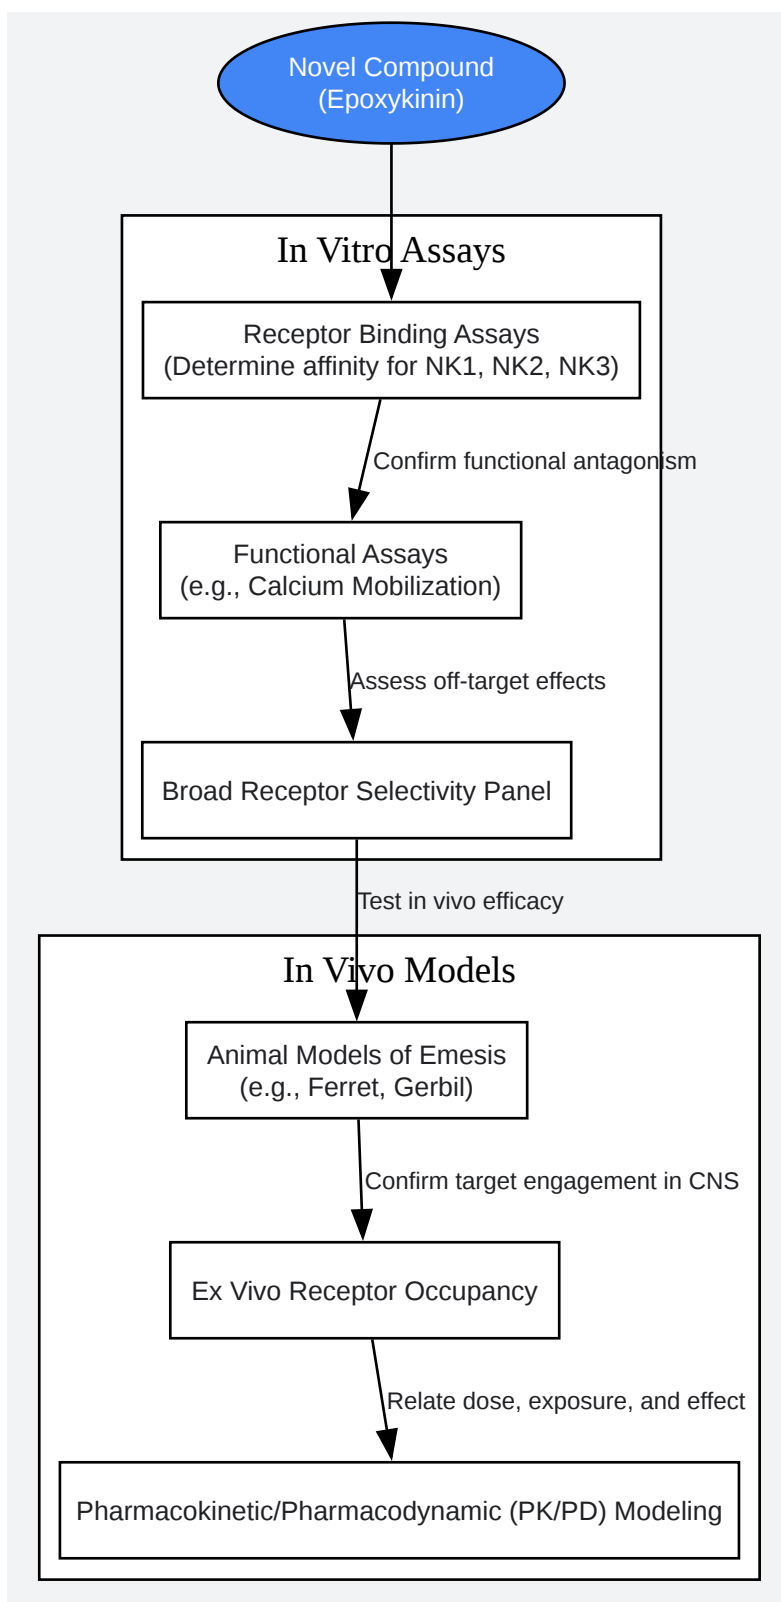 Novel Compound
(Epoxykinin)
In Vitro Assays
Receptor Binding Assays
(Determine affinity for NK1, NK2, NK3)
Confirm functional antagonism
Functional Assays
(e.g., Calcium Mobilization)
Assess off-target effects
Broad Receptor Selectivity Panel
Test in vivo efficacy
In Vivo Models
Animal Models of Emesis
(e.g., Ferret, Gerbil)
Confirm target engagement in CNS
Ex Vivo Receptor Occupancy
Relate dose, exposure, and effect
Pharmacokinetic/Pharmacodynamic (PK/PD) Modeling